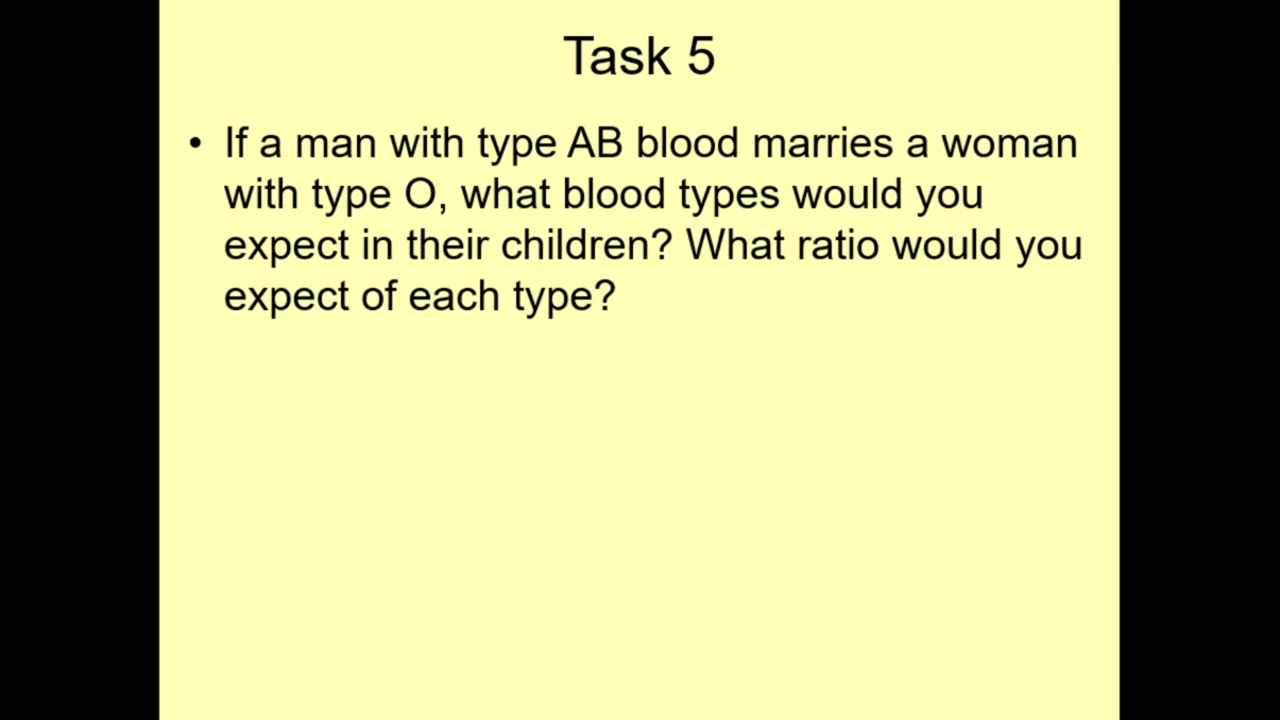 Task 5
• If a man with type AB blood marries a woman
with type O, what blood types would you
expect in their children? What ratio would you
expect of each type?